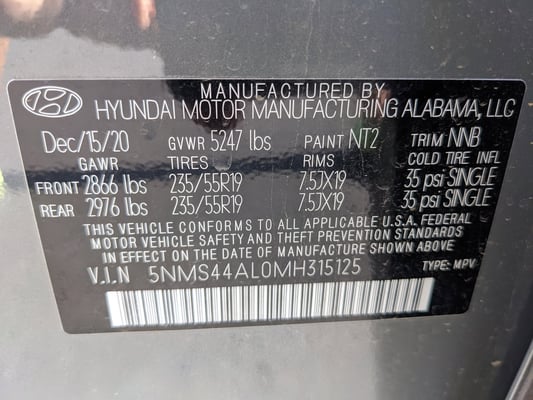 MANUFACTURED BY
HYUNDAI MOTOR MANUFACTURING ALABAMA, LLC
Dec/15/20 GVWR 5247 lbs PAINT NT2 TRIM NNB
GAWR TIRES RIMS COLD TIRE INFL
FRONT 2866 lbs 235/55R19 7.5JX19 35 psi SINGLE
REAR 2976 lbs 235/55R19 7.5JX19 35 psi SINGLE
THIS VEHICLE CONFORMS TO ALL APPLICABLE U.S.A. FEDERAL
MOTOR VEHICLE SAFETY AND THEFT PREVENTION STANDARDS
IN EFFECT ON THE DATE OF MANUFACTURE SHOWN ABOVE
V.I.N 5NMS44AL0MH315125 TYPE: MPV